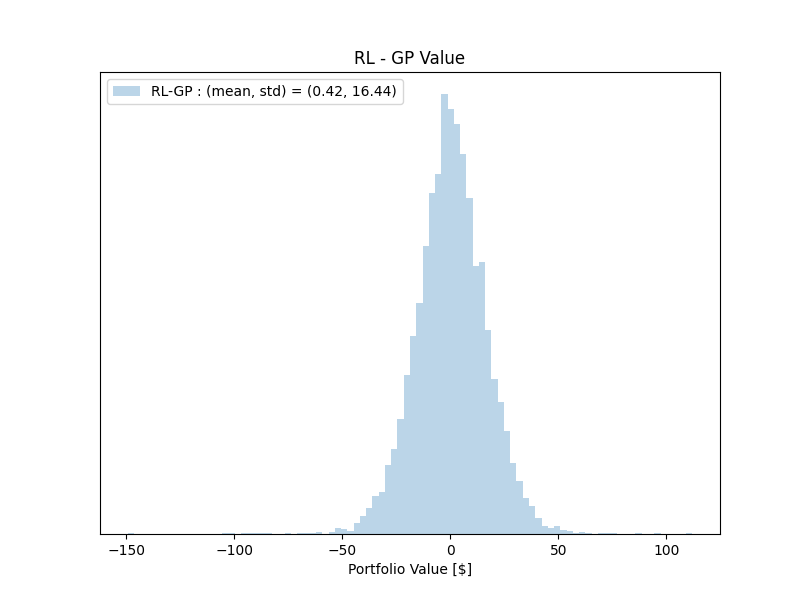 RL - GP Value
RL-GP : (mean, std) = (0.42, 16.44)
−150 −100 −50 0 50 100
Portfolio Value [$]